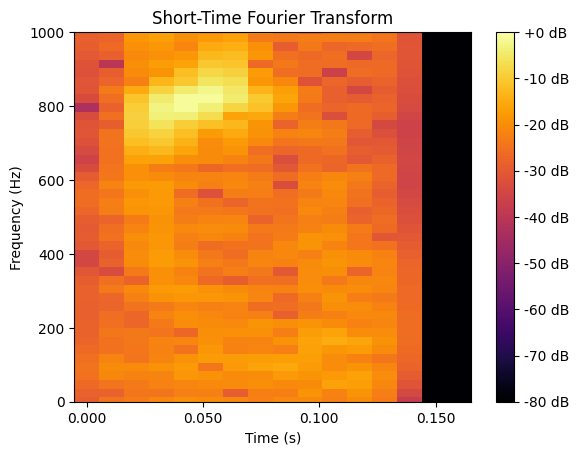 Short-Time Fourier Transform
1000
800
600
400
200
0
Frequency (Hz)
0.000
0.050
0.100
0.150
Time (s)
+0 dB
-10 dB
-20 dB
-30 dB
-40 dB
-50 dB
-60 dB
-70 dB
-80 dB